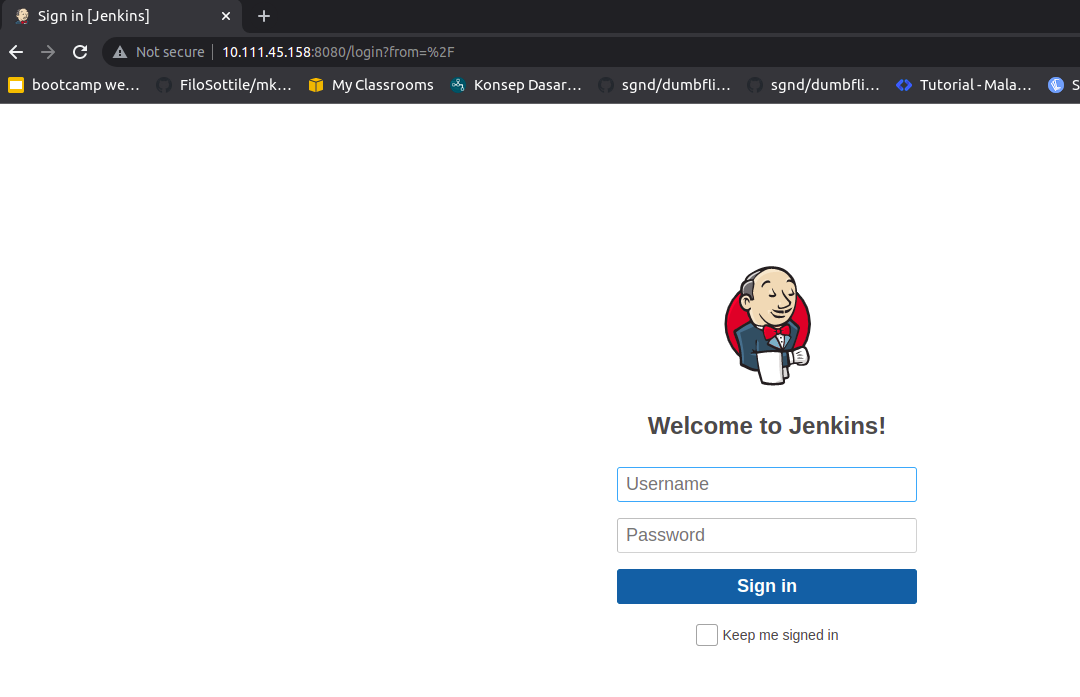 Sign in [Jenkins]
Not secure 10.111.45.158:8080/login?from=%2F
bootcamp we… FiloSottile/mk… My Classrooms Konsep Dasar… sgnd/dumbfli… sgnd/dumbfli… Tutorial - Mala… S
Welcome to Jenkins!
Username
Password
Sign in
Keep me signed in